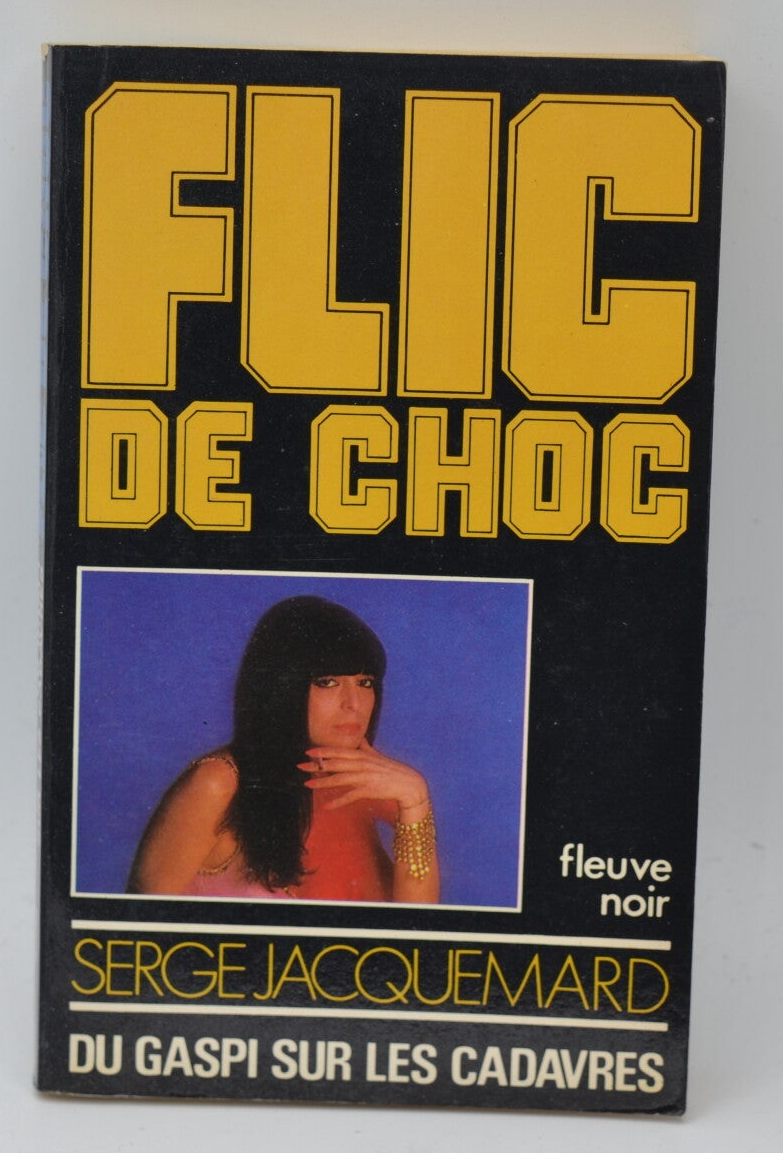 FLIC
DE CHOC
fleuve
noir
SERGE JACQUEMARD
DU GASPI SUR LES CADAVRES